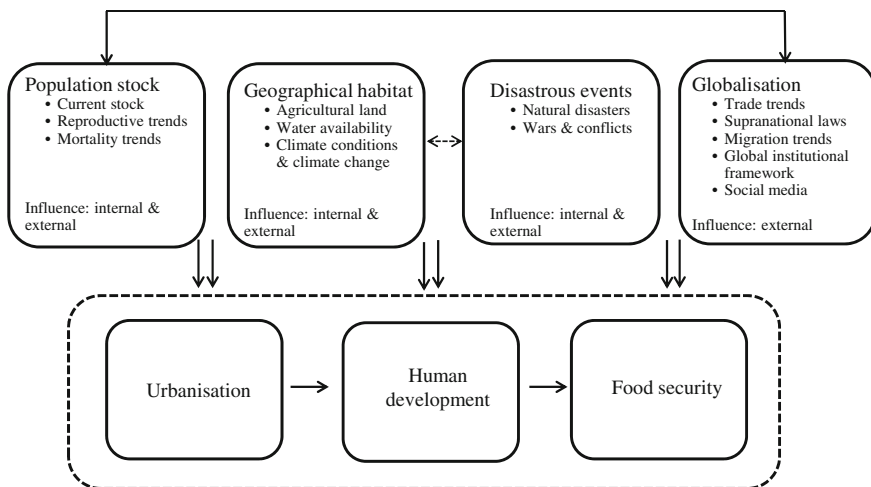 Population stock
• Current stock
• Reproductive trends
• Mortality trends
Influence: internal &
external
Geographical habitat
• Agricultural land
• Water availability
• Climate conditions
& climate change
Influence: internal &
external
Disastrous events
• Natural disasters
• Wars & conflicts
Influence: internal &
external
Globalisation
• Trade trends
• Supranational laws
• Migration trends
• Global institutional
framework
• Social media
Influence: external
Urbanisation
Human
development
Food security